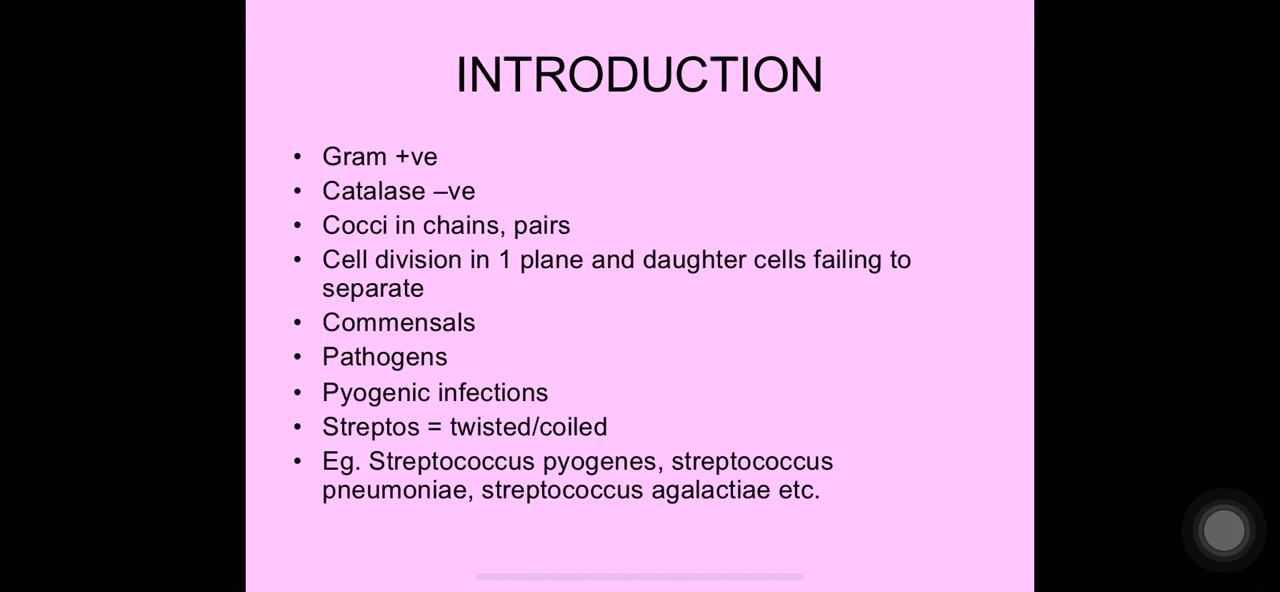 INTRODUCTION
• Gram +ve
• Catalase –ve
• Cocci in chains, pairs
• Cell division in 1 plane and daughter cells failing to
separate
• Commensals
• Pathogens
• Pyogenic infections
• Streptos = twisted/coiled
• Eg. Streptococcus pyogenes, streptococcus
pneumoniae, streptococcus agalactiae etc.